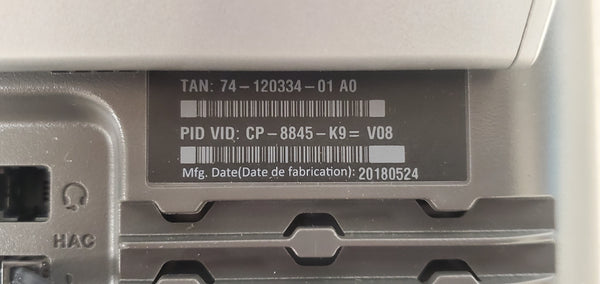 TAN: 74-120334-01 A0
PID VID: CP-8845-K9= V08
Mfg. Date(Date de fabrication): 20180524
HAC